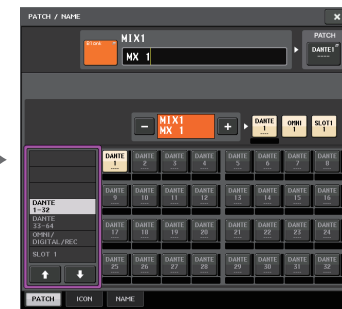 PATCH / NAME
×
MIX1
MX 1
PATCH
DANTE1
----
MIX1
MX 1
-
+
DANTE 1
OMNI 1
SLOT1 1
DANTE 1 ---- DANTE 2 ---- DANTE 3 ---- DANTE 4 ---- DANTE 5 ---- DANTE 6 ---- DANTE 7 ---- DANTE 8 ----
DANTE 9 ---- DANTE 10 ---- DANTE 11 ---- DANTE 12 ---- DANTE 13 ---- DANTE 14 ---- DANTE 15 ---- DANTE 16 ----
DANTE 17 ---- DANTE 18 ---- DANTE 19 ---- DANTE 20 ---- DANTE 21 ---- DANTE 22 ---- DANTE 23 ---- DANTE 24 ----
DANTE 25 ---- DANTE 26 ---- DANTE 27 ---- DANTE 28 ---- DANTE 29 ---- DANTE 30 ---- DANTE 31 ---- DANTE 32 ----
DANTE
1-32
DANTE
33-64
OMNI/
DIGITAL/REC
SLOT 1
PATCH
ICON
NAME